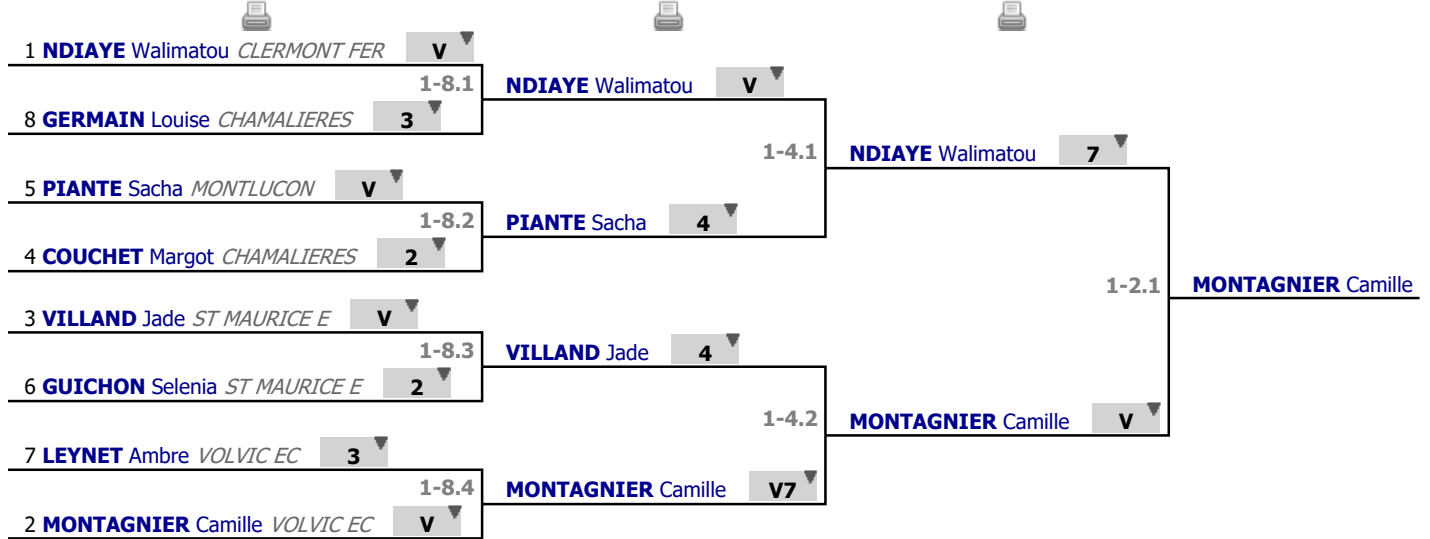 1 NDIAYE Walimatou CLERMONT FER V
1-8.1
NDIAYE Walimatou V
8 GERMAIN Louise CHAMALIERES 3
1-4.1
NDIAYE Walimatou 7
5 PIANTE Sacha MONTLUCON V
1-8.2
PIANTE Sacha 4
4 COUCHET Margot CHAMALIERES 2
1-2.1
MONTAGNIER Camille
3 VILLAND Jade ST MAURICE E V
1-8.3
VILLAND Jade 4
6 GUICHON Selenia ST MAURICE E 2
1-4.2
MONTAGNIER Camille V
7 LEYNET Ambre VOLVIC EC 3
1-8.4
MONTAGNIER Camille V7
2 MONTAGNIER Camille VOLVIC EC V